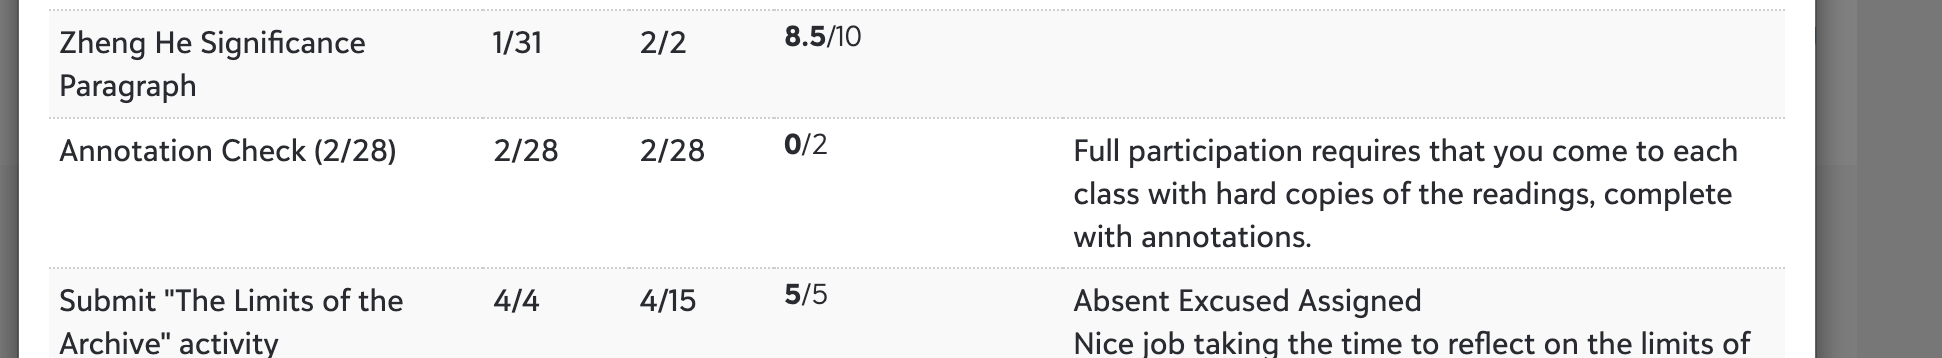 Zheng He Significance Paragraph 1/31 2/2 8.5/10
Annotation Check (2/28) 2/28 2/28 0/2 Full participation requires that you come to each
class with hard copies of the readings, complete
with annotations.
Submit "The Limits of the 4/4 4/15 5/5 Absent Excused Assigned
Archive" activity Nice job taking the time to reflect on the limits of